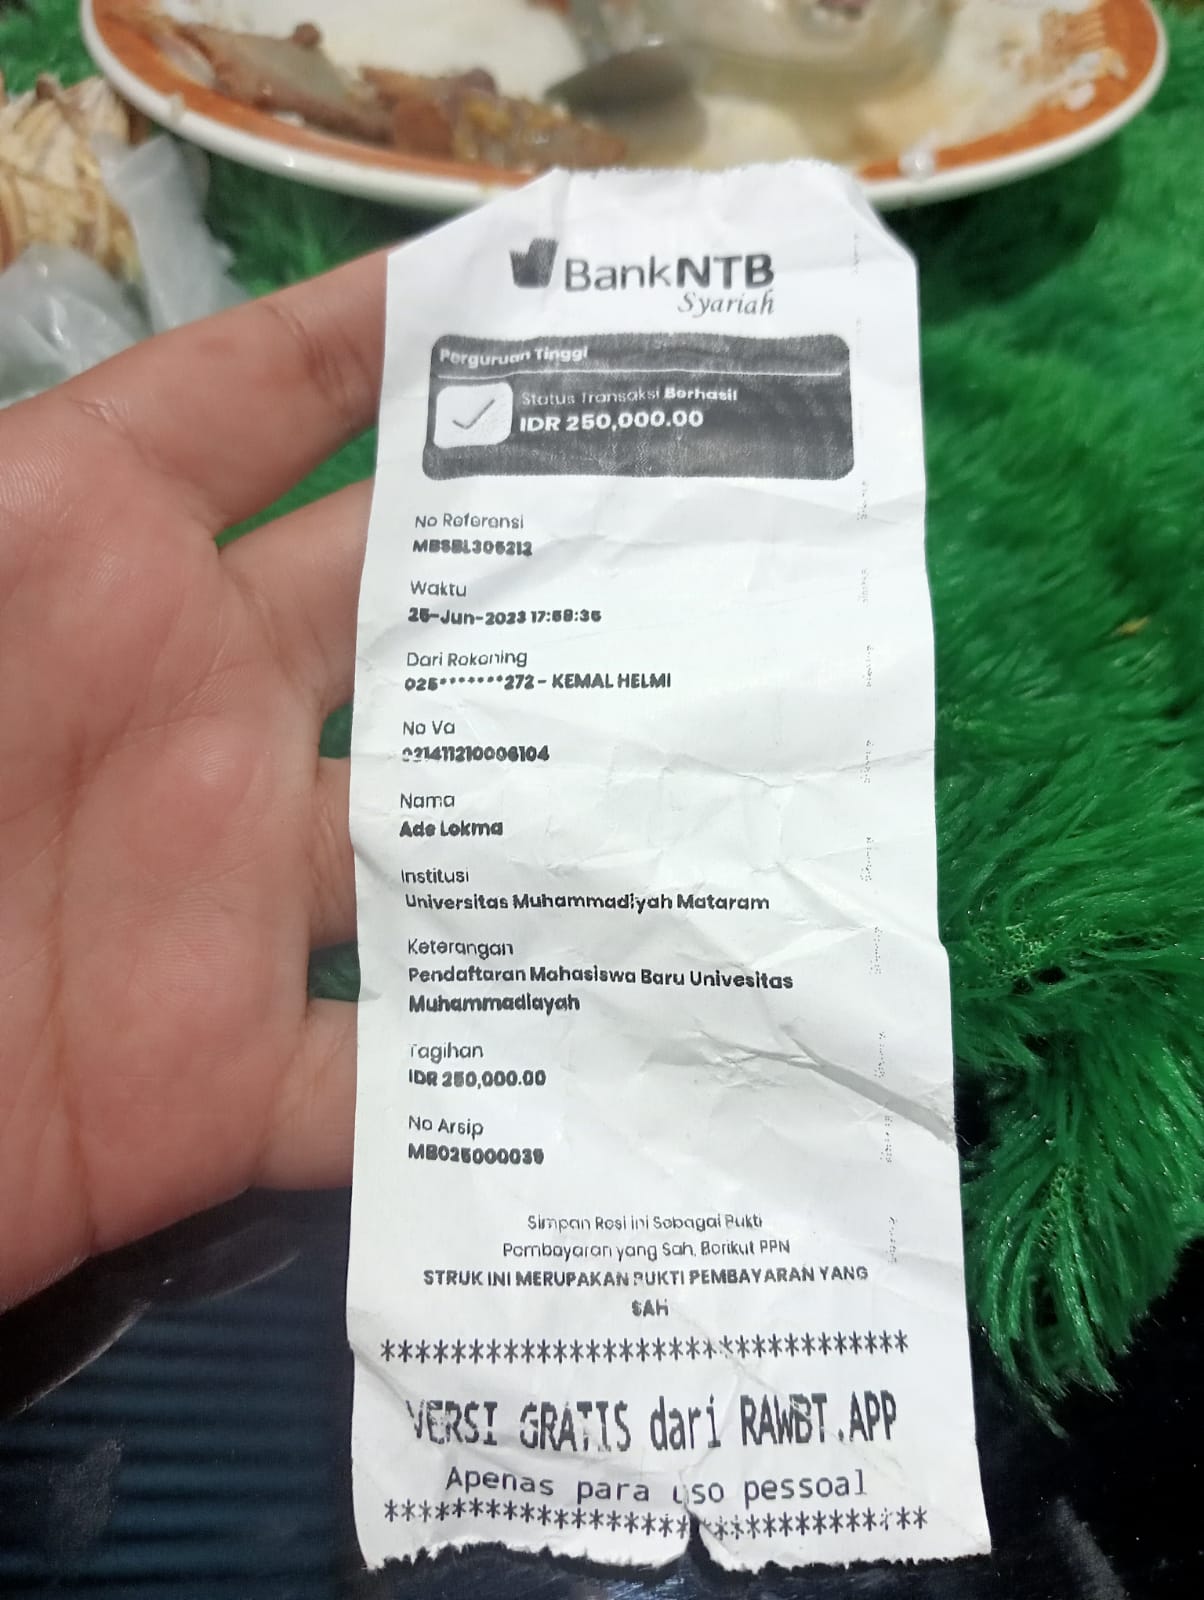 BankNTB
Syariah
Perguruan Tinggi
Status Transaksi Berhasil
IDR 250,000.00
No Referensi
MBSBL305212
Waktu
25-Jun-2023 17:58:35
Dari Rekening
025*******272 - KEMAL HELMI
No Va
021411210006104
Nama
Ade Lokma
Institusi
Universitas Muhammadiyah Mataram
Keterangan
Pendaftaran Mahasiswa Baru Univesitas
Muhammadiayah
Tagihan
IDR 250,000.00
No Arsip
MB025000039
Simpan Resi ini Sebagai Bukti
Pembayaran yang Sah, Berikut PPN
STRUK INI MERUPAKAN BUKTI PEMBAYARAN YANG
SAH
********************************
VERSI GRATIS dari RAWBT.APP
Apenas para uso pessoal
********************************